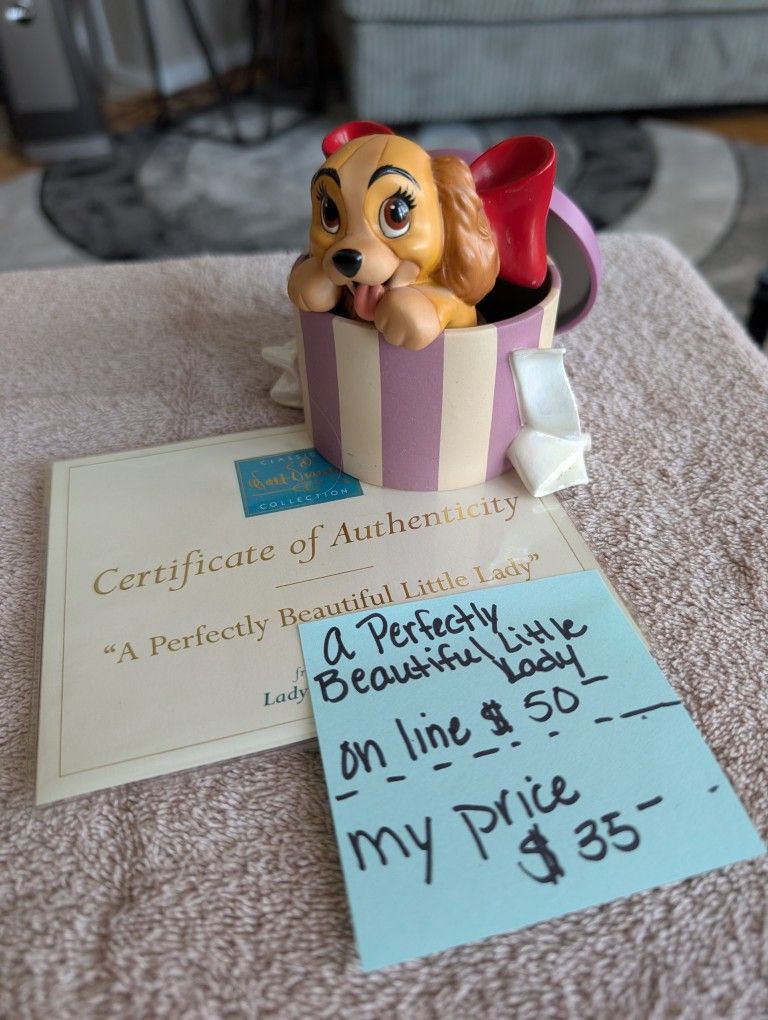 CLASSICS
Walt Disney
COLLECTION
Certificate of Authenticity
"A Perfectly Beautiful Little Lady"
Lady
A Perfectly
Beautiful Little
Lady
on line $50
my price
$35